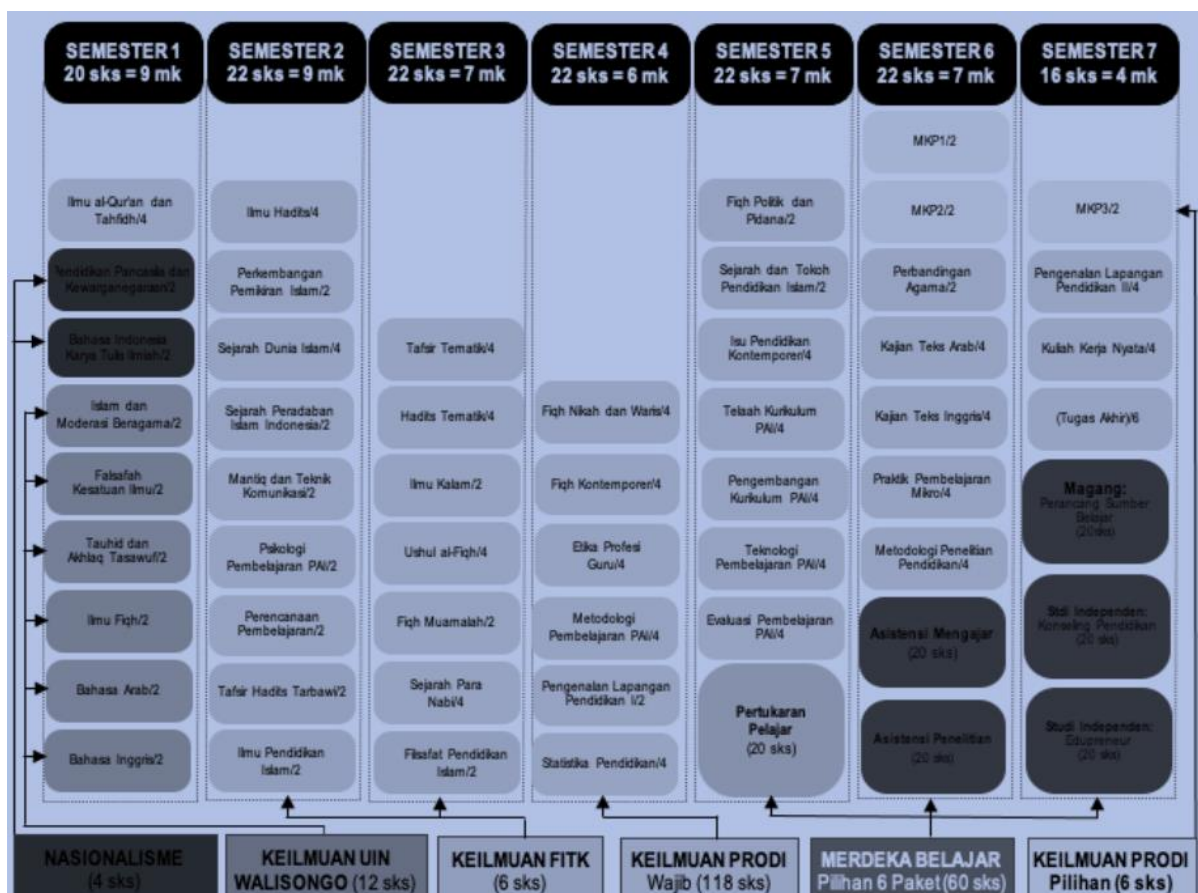 SEMESTER 1
20 sks = 9 mk
Ilmu al-Qur'an dan
Tahfidh/4
Pendidikan Pancasila dan
Kewarganegaraan/2
Bahasa Indonesia
Karya Tulis Ilmiah/2
Islam dan
Moderasi Beragama/2
Falsafah
Kesatuan Ilmu/2
Tauhid dan
Akhlaq Tasawuf/2
Ilmu Fiqh/2
Bahasa Arab/2
Bahasa Inggris/2
SEMESTER 2
22 sks = 9 mk
Ilmu Hadits/4
Perkembangan
Pemikiran Islam/2
Sejarah Dunia Islam/4
Sejarah Peradaban
Islam Indonesia/2
Mantiq dan Teknik
Komunikasi/2
Psikologi
Pembelajaran PAI/2
Perencanaan
Pembelajaran/2
Tafsir Hadits Tarbawi/2
Ilmu Pendidikan
Islam/2
SEMESTER 3
22 sks = 7 mk
Tafsir Tematik/4
Hadits Tematik/4
Ilmu Kalam/2
Ushul al-Fiqh/4
Fiqh Muamalah/2
Sejarah Para
Nabi/4
Filsafat Pendidikan
Islam/2
SEMESTER 4
22 sks = 6 mk
Fiqh Nikah dan Waris/4
Fiqh Kontemporer/4
Etika Profesi
Guru/4
Metodologi
Pembelajaran PAI/4
Pengenalan Lapangan
Pendidikan I/2
Statistika Pendidikan/4
SEMESTER 5
22 sks = 7 mk
Fiqh Politik dan
Pidana/2
Sejarah dan Tokoh
Pendidikan Islam/2
Isu Pendidikan
Kontemporer/4
Telaah Kurikulum
PAI/4
Pengembangan
Kurikulum PAI/4
Teknologi
Pembelajaran PAI/4
Evaluasi Pembelajaran
PAI/4
Pertukaran
Pelajar
(20 sks)
SEMESTER 6
22 sks = 7 mk
MKP1/2
MKP2/2
Perbandingan
Agama/2
Kajian Teks Arab/4
Kajian Teks Inggris/4
Praktik Pembelajaran
Mikro/4
Metodologi Penelitian
Pendidikan/4
Asistensi Mengajar
(20 sks)
Asistensi Penelitian
(20 sks)
SEMESTER 7
16 sks = 4 mk
MKP3/2
Pengenalan Lapangan
Pendidikan II/4
Kuliah Kerja Nyata/4
(Tugas Akhir)/6
Magang:
Perancang Sumber
Belajar
(20sks)
Stdi Independen:
Konseling Pendidikan
(20 sks)
Studi Independen:
Edupreneur
(20 sks)
NASIONALISME
(4 sks)
KEILMUAN UIN
WALISONGO (12 sks)
KEILMUAN FITK
(6 sks)
KEILMUAN PRODI
Wajib (118 sks)
MERDEKA BELAJAR
Pilihan 6 Paket (60 sks)
KEILMUAN PRODI
Pilihan (6 sks)